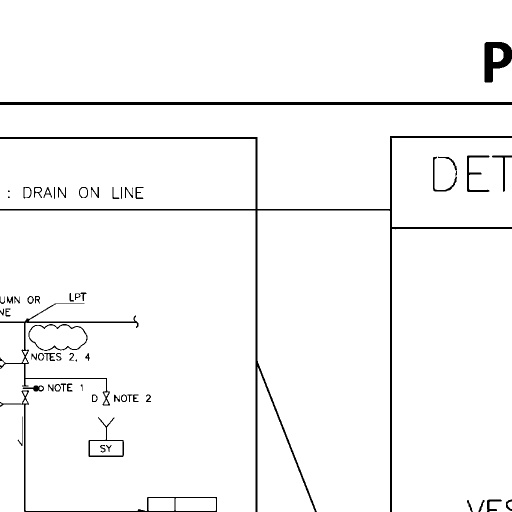 P
DET
: DRAIN ON LINE
UMN OR
NE
LPT
NOTES 2, 4
NOTE 1
D NOTE 2
SY
VES